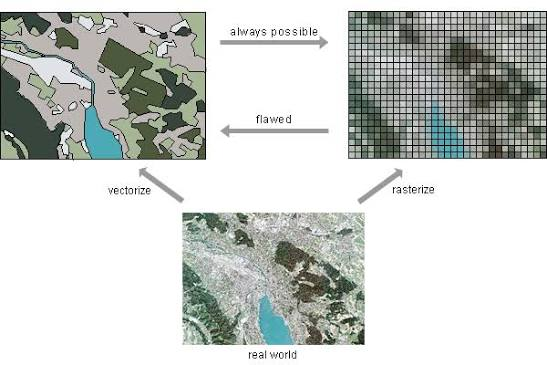 always possible
flawed
vectorize
rasterize
real world